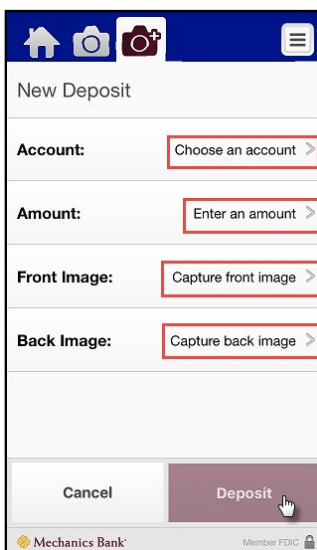 New Deposit
Account: Choose an account
Amount: Enter an amount
Front Image: Capture front image
Back Image: Capture back image
Cancel Deposit
Mechanics Bank Member FDIC